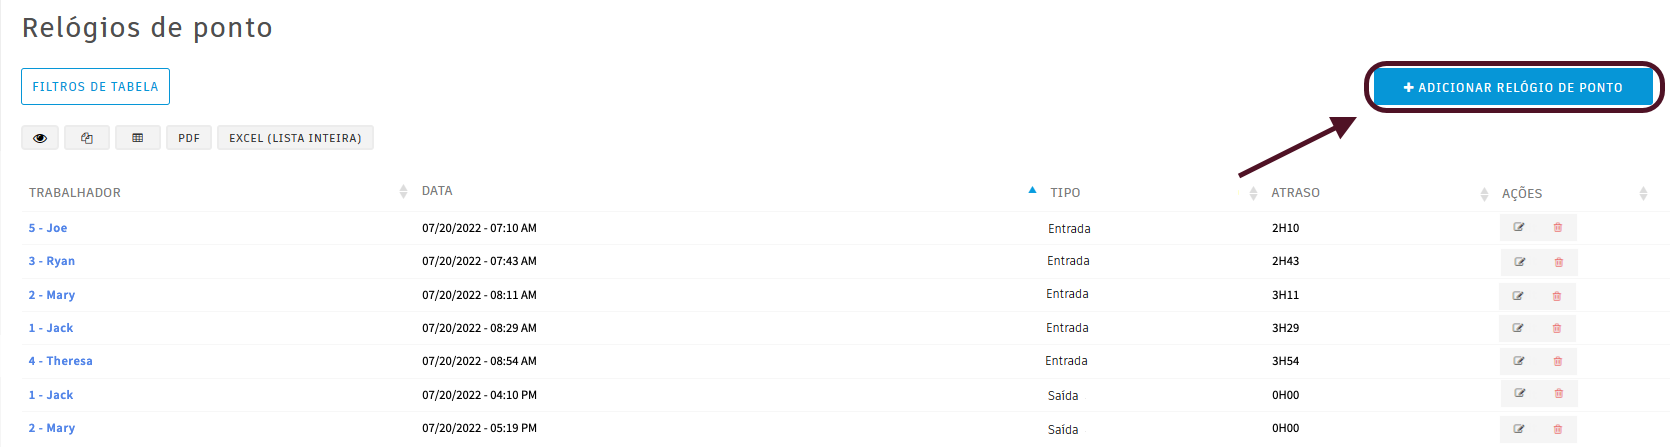 Relógios de ponto
FILTROS DE TABELA
ADICIONAR RELÓGIO DE PONTO
PDF EXCEL (LISTA INTEIRA)
TRABALHADOR DATA TIPO ATRASO AÇÕES
5 - Joe 07/20/2022 - 07:10 AM Entrada 2H10
3 - Ryan 07/20/2022 - 07:43 AM Entrada 2H43
2 - Mary 07/20/2022 - 08:11 AM Entrada 3H11
1 - Jack 07/20/2022 - 08:29 AM Entrada 3H29
4 - Theresa 07/20/2022 - 08:54 AM Entrada 3H54
1 - Jack 07/20/2022 - 04:10 PM Saída 0H00
2 - Mary 07/20/2022 - 05:19 PM Saída 0H00